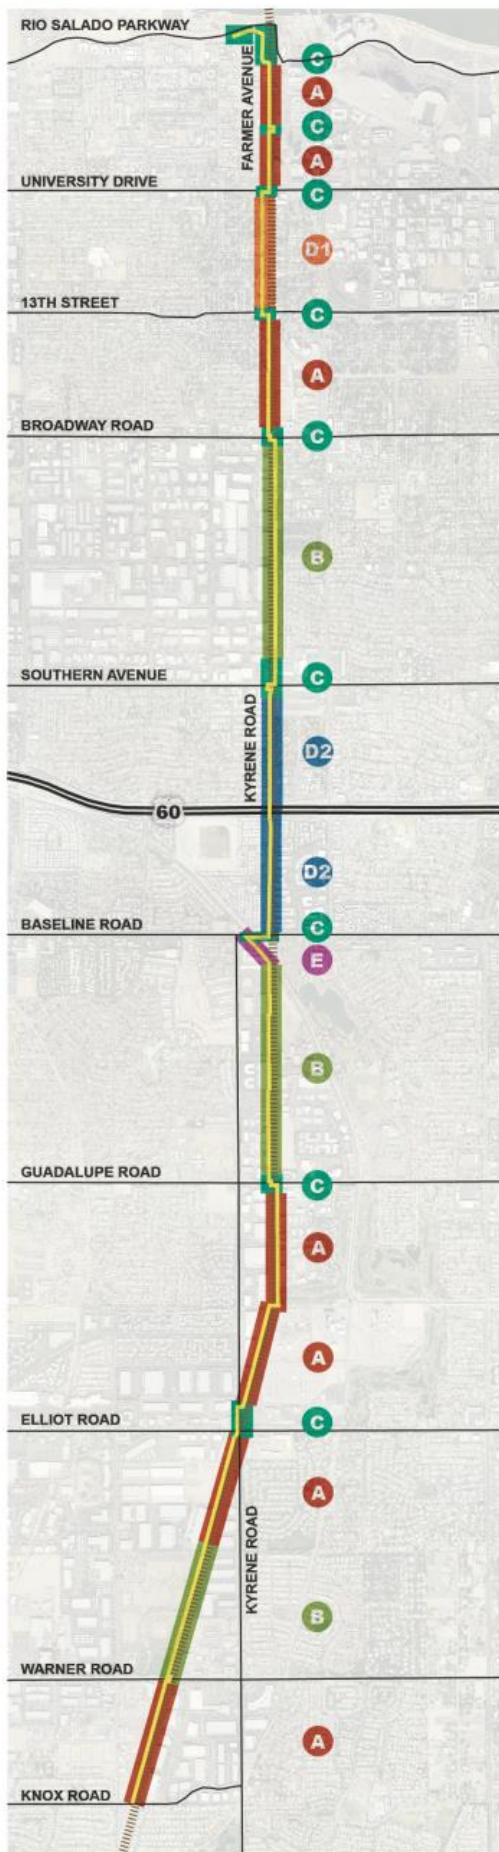 RIO SALADO PARKWAY
FARMER AVENUE
C
A
C
A
UNIVERSITY DRIVE
C
D1
13TH STREET
C
A
BROADWAY ROAD
C
B
SOUTHERN AVENUE
C
KYRENE ROAD
D2
60
D2
BASELINE ROAD
C
E
B
GUADALUPE ROAD
C
A
A
ELLIOT ROAD
C
A
KYRENE ROAD
B
WARNER ROAD
A
KNOX ROAD